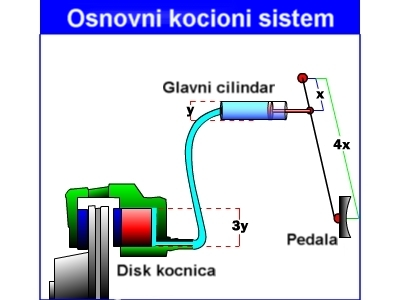 Osnovni kocioni sistem
Glavni cilindar
x
y
4x
3y
Pedala
Disk kocnica